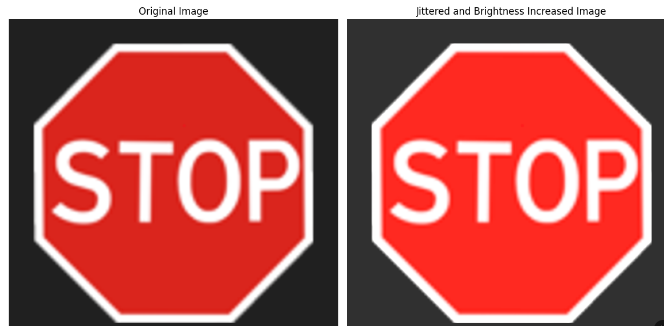 Original Image
Jittered and Brightness Increased Image
STOP
STOP